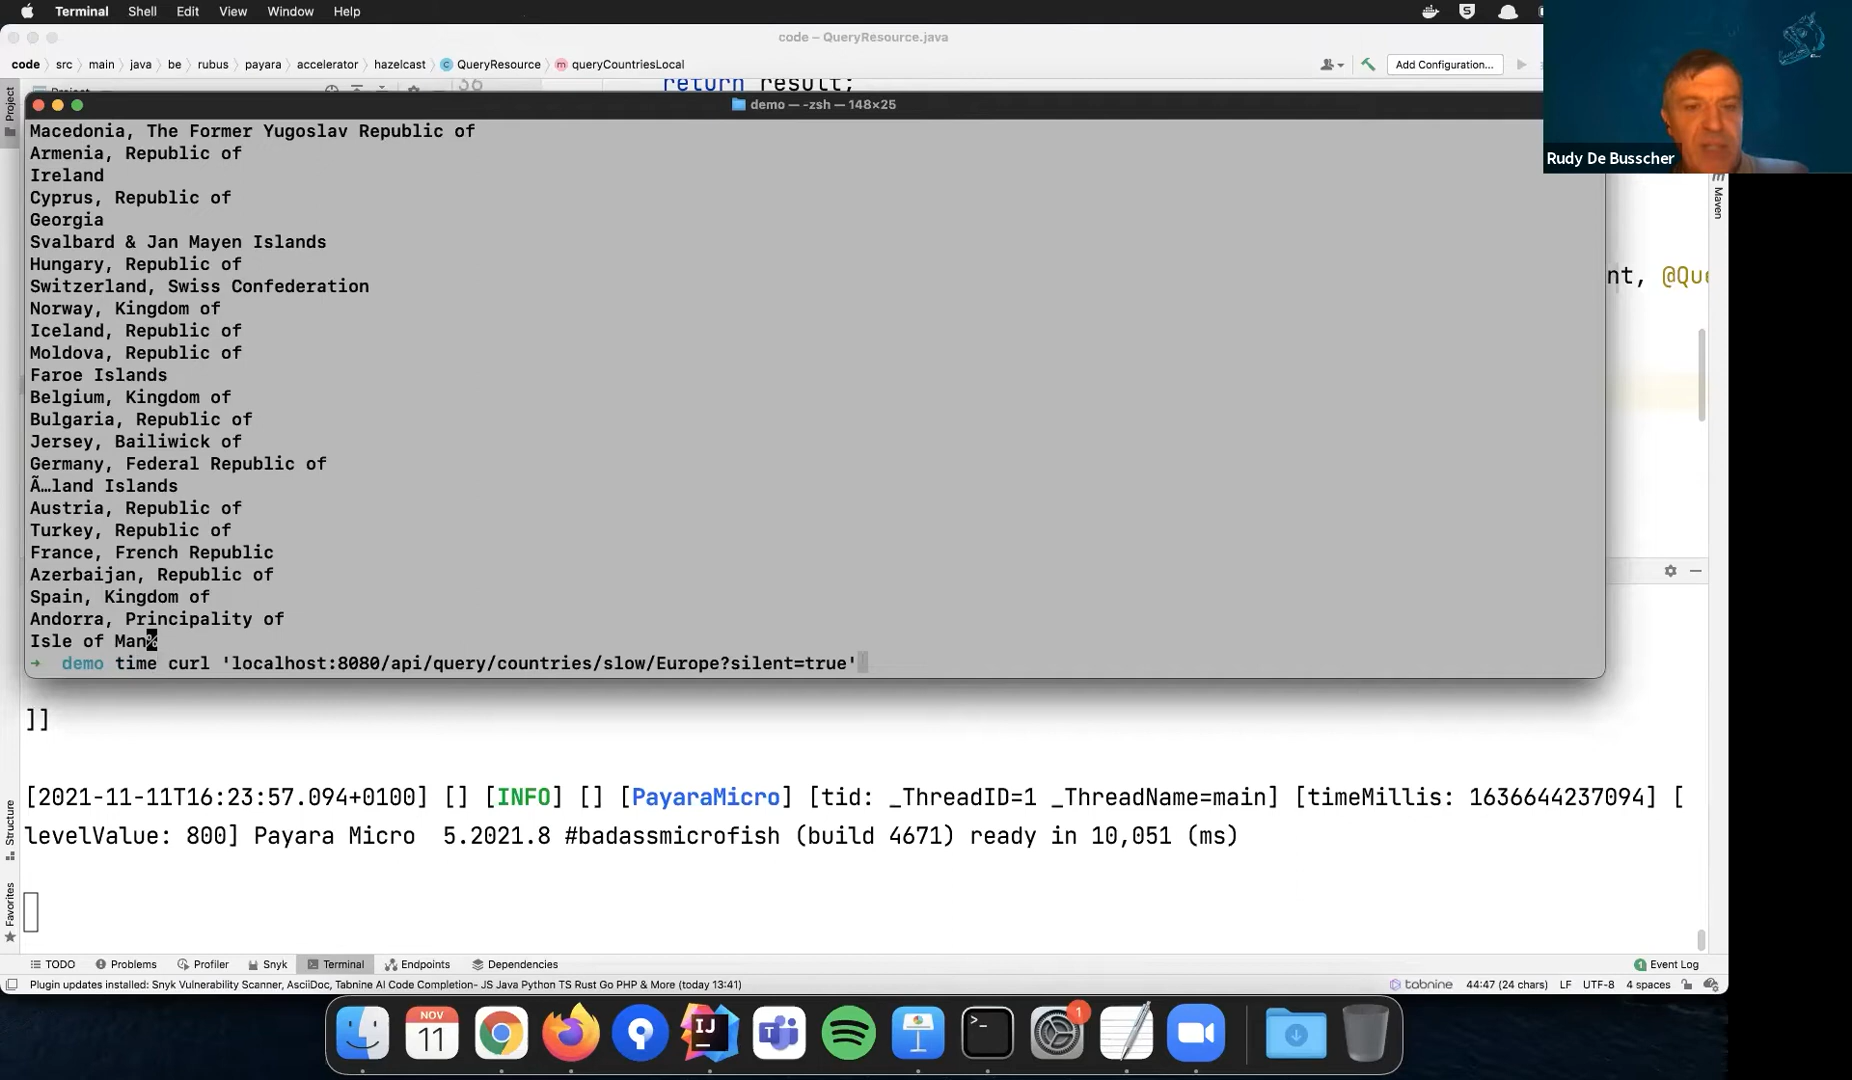 Terminal Shell Edit View Window Help
code – QueryResource.java
code src main java be rubus payara accelerator hazelcast QueryResource queryCountriesLocal
Add Configuration...
36 return result;
Project
demo — -zsh — 148×25
Macedonia, The Former Yugoslav Republic of
Armenia, Republic of
Ireland
Cyprus, Republic of
Georgia
Svalbard & Jan Mayen Islands
Hungary, Republic of
Switzerland, Swiss Confederation
Norway, Kingdom of
Iceland, Republic of
Moldova, Republic of
Faroe Islands
Belgium, Kingdom of
Bulgaria, Republic of
Jersey, Bailiwick of
Germany, Federal Republic of
Ã…land Islands
Austria, Republic of
Turkey, Republic of
France, French Republic
Azerbaijan, Republic of
Spain, Kingdom of
Andorra, Principality of
Isle of Man%
→ demo time curl 'localhost:8080/api/query/countries/slow/Europe?silent=true'
Rudy De Busscher
Maven
nt, @Que
]]
[2021-11-11T16:23:57.094+0100] [] [INFO] [] [PayaraMicro] [tid: _ThreadID=1 _ThreadName=main] [timeMillis: 1636644237094] [
levelValue: 800] Payara Micro 5.2021.8 #badassmicrofish (build 4671) ready in 10,051 (ms)
Structure
Favorites
TODO Problems Profiler Snyk Terminal Endpoints Dependencies
1 Event Log
Plugin updates installed: Snyk Vulnerability Scanner, AsciiDoc, Tabnine AI Code Completion- JS Java Python TS Rust Go PHP & More (today 13:41)
tabnine 44:47 (24 chars) LF UTF-8 4 spaces
NOV
11
IJ
>_
1